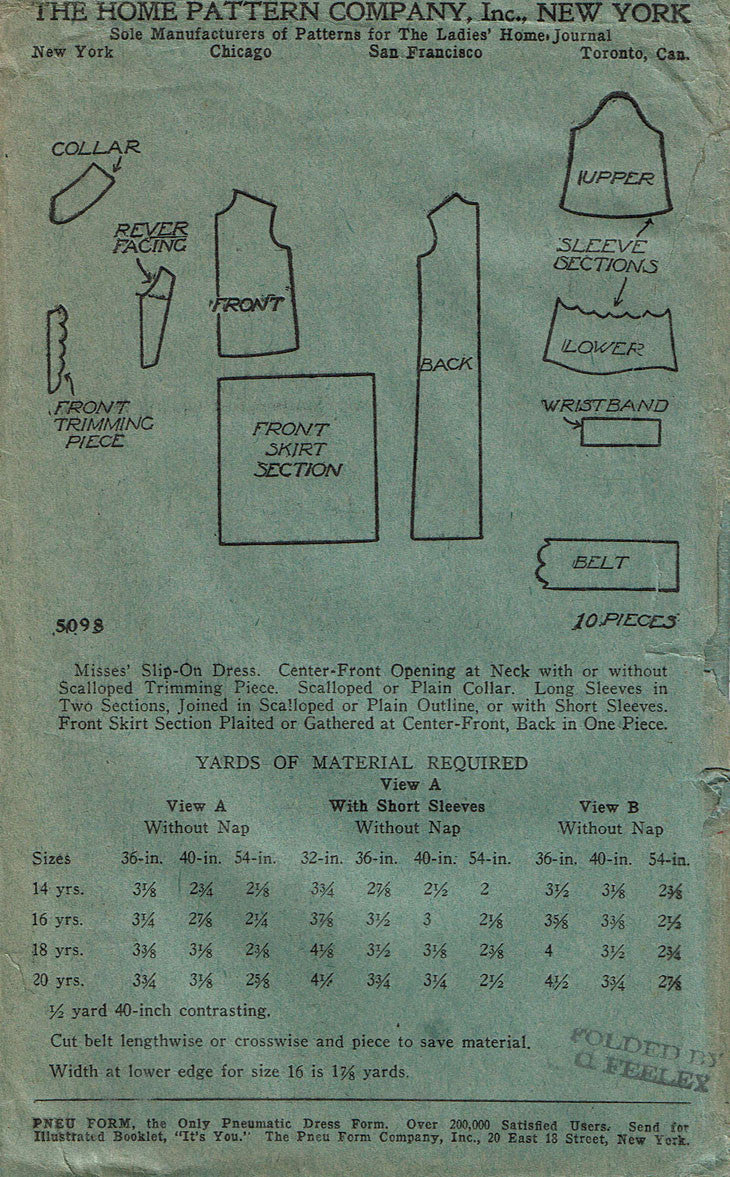 THE HOME PATTERN COMPANY, Inc., NEW YORK
Sole Manufacturers of Patterns for The Ladies' Home Journal
New York Chicago San Francisco Toronto, Can.
COLLAR
REVER
FACING
FRONT
FRONT
TRIMMING
PIECE
FRONT
SKIRT
SECTION
BACK
UPPER
SLEEVE
SECTIONS
LOWER
WRISTBAND
BELT
5098
10 PIECES
Misses' Slip-On Dress. Center-Front Opening at Neck with or without
Scalloped Trimming Piece. Scalloped or Plain Collar. Long Sleeves in
Two Sections, Joined in Scalloped or Plain Outline, or with Short Sleeves.
Front Skirt Section Plaited or Gathered at Center-Front, Back in One Piece.
YARDS OF MATERIAL REQUIRED
View A
View A With Short Sleeves View B
Without Nap Without Nap Without Nap
Sizes 36-in. 40-in. 54-in. 32-in. 36-in. 40-in. 54-in. 36-in. 40-in. 54-in.
14 yrs. 3⅛ 2¾ 2⅛ 3¾ 2⅞ 2½ 2 3½ 3⅛ 2⅜
16 yrs. 3¼ 2⅞ 2¼ 3⅞ 3½ 3 2⅛ 3⅝ 3⅜ 2½
18 yrs. 3⅜ 3⅛ 2⅜ 4⅛ 3½ 3⅛ 2⅜ 4 3½ 2¾
20 yrs. 3¾ 3⅛ 2⅝ 3¾ 3¼ 2½ 4½ 3¾ 2⅞
½ yard 40-inch contrasting.
Cut belt lengthwise or crosswise and piece to save material.
Width at lower edge for size 16 is 1⅞ yards.
FOLDED BY
G FEELEY
PNEU FORM, the Only Pneumatic Dress Form. Over 200,000 Satisfied Users. Send for
Illustrated Booklet, "It's You." The Pneu Form Company, Inc., 20 East 18 Street, New York.